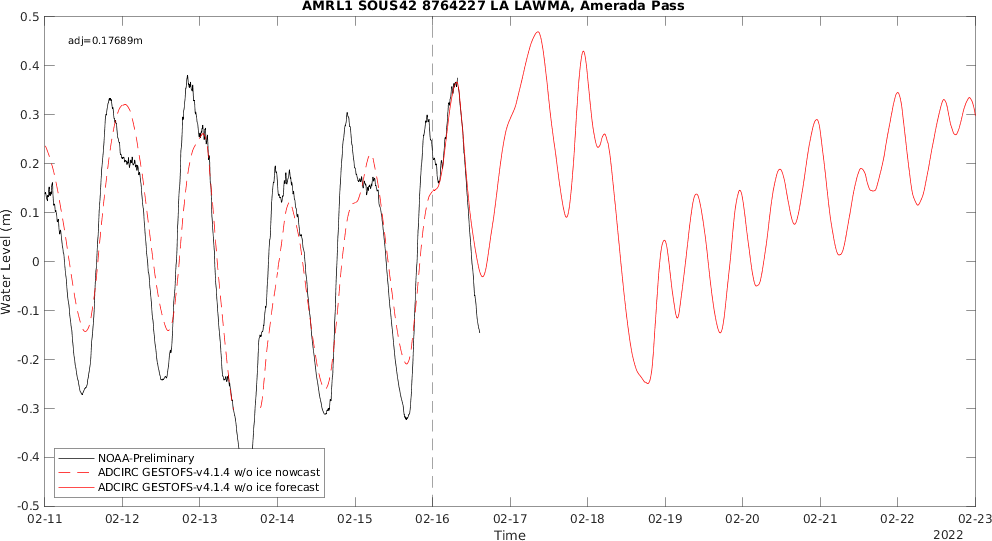 AMRL1 SOUS42 8764227 LA LAWMA, Amerada Pass
adj=0.17689m
0.5
0.4
0.3
0.2
0.1
0
-0.1
-0.2
-0.3
-0.4
-0.5
Water Level (m)
NOAA-Preliminary
ADCIRC GESTOFS-v4.1.4 w/o ice nowcast
ADCIRC GESTOFS-v4.1.4 w/o ice forecast
02-11 02-12 02-13 02-14 02-15 02-16 02-17 02-18 02-19 02-20 02-21 02-22 02-23
Time
2022